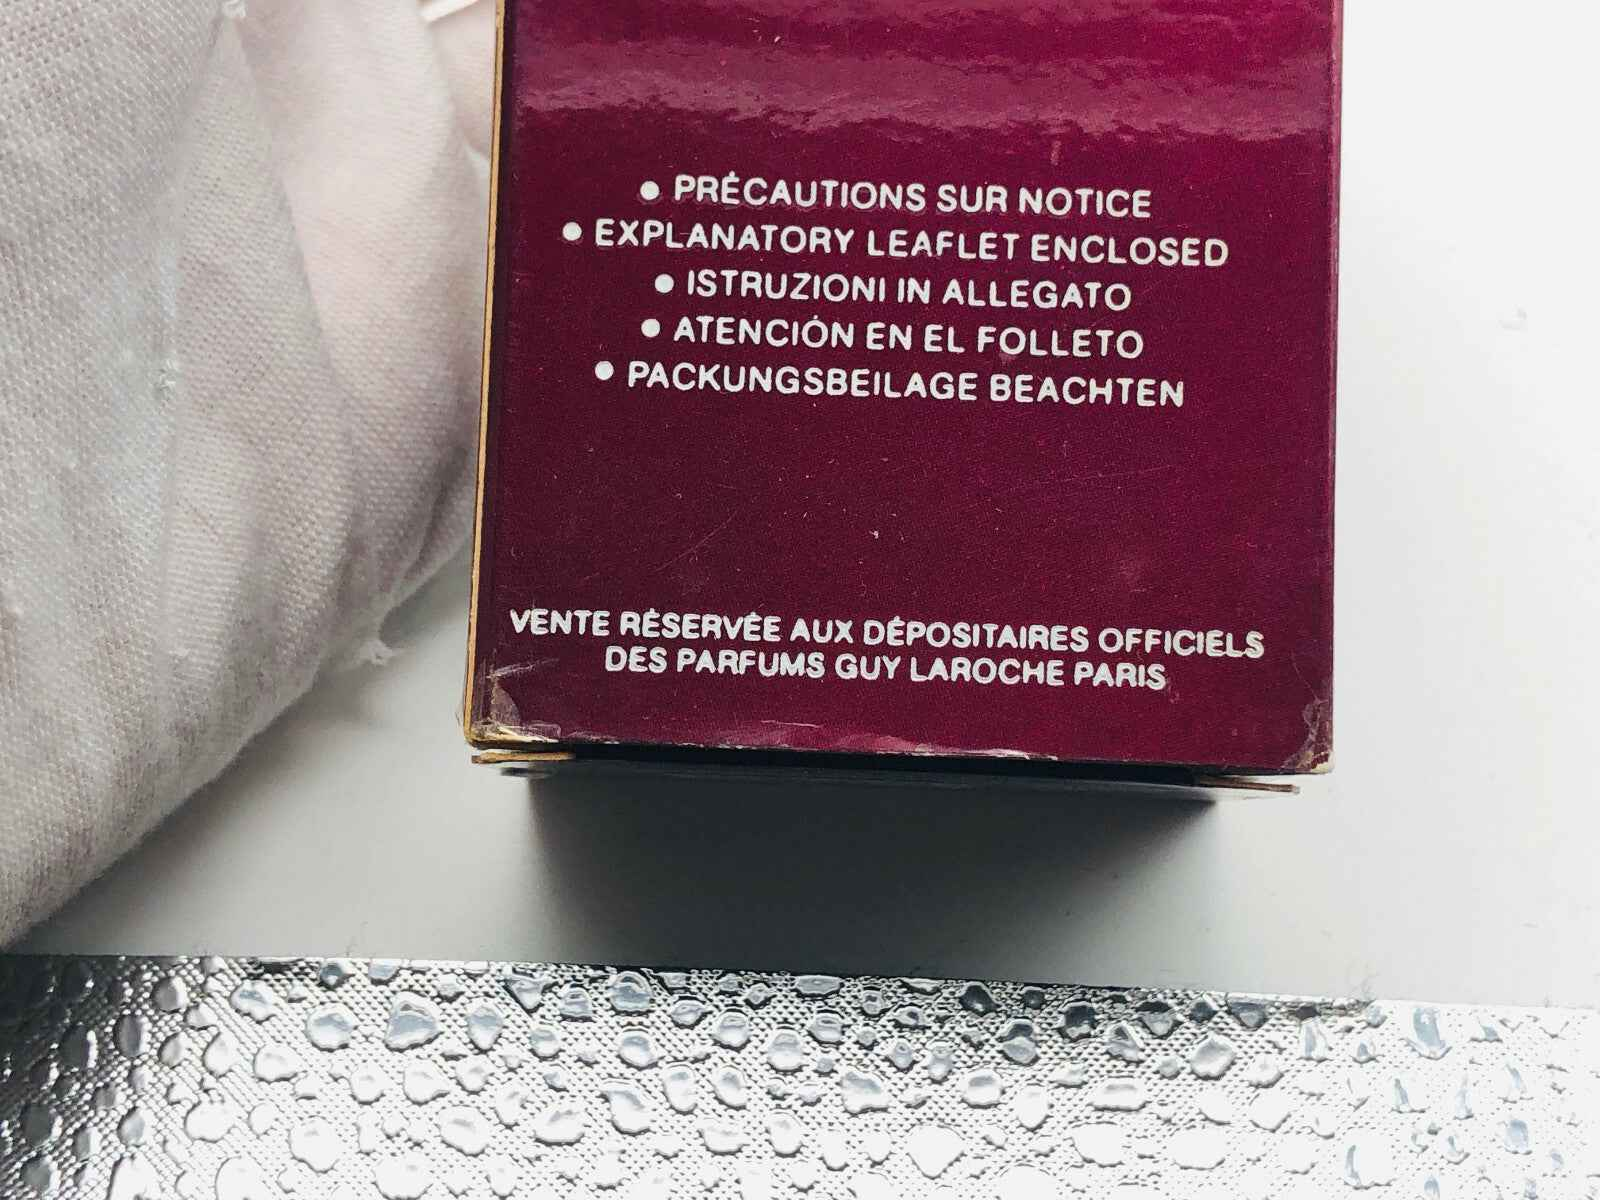 ● PRÉCAUTIONS SUR NOTICE
● EXPLANATORY LEAFLET ENCLOSED
● ISTRUZIONI IN ALLEGATO
● ATENCIÓN EN EL FOLLETO
● PACKUNGSBEILAGE BEACHTEN
VENTE RÉSERVÉE AUX DÉPOSITAIRES OFFICIELS
DES PARFUMS GUY LAROCHE PARIS